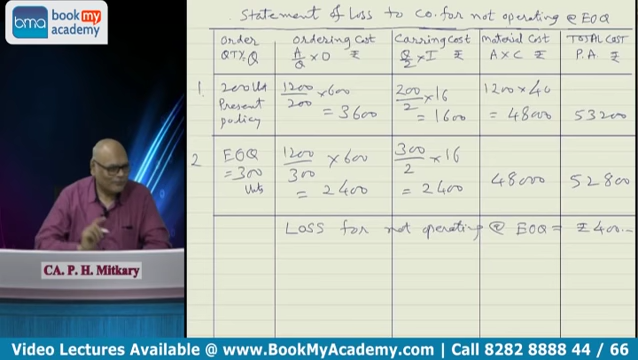 bma
book my
academy
Statement of Loss to Co. for not operating @ EOQ
Order
QTY, Q
Ordering Cost
A/Q × O ₹
Carring Cost
Q/2 × I ₹
Material Cost
A × C ₹
TOTAL COST
P.A. ₹
1.
200 Uts
Present
policy
1200/200 × 600
= 3600
200/2 × 16
= 1600
1200 × 40
= 48000
53200
2
EOQ
= 300
Uts
1200/300 × 600
= 2400
300/2 × 16
= 2400
48000
52800
Loss for not operating @ EOQ = ₹ 400...
CA. P. H. Mitkary
Video Lectures Available @ www.BookMyAcademy.com | Call 8282 8888 44 / 66